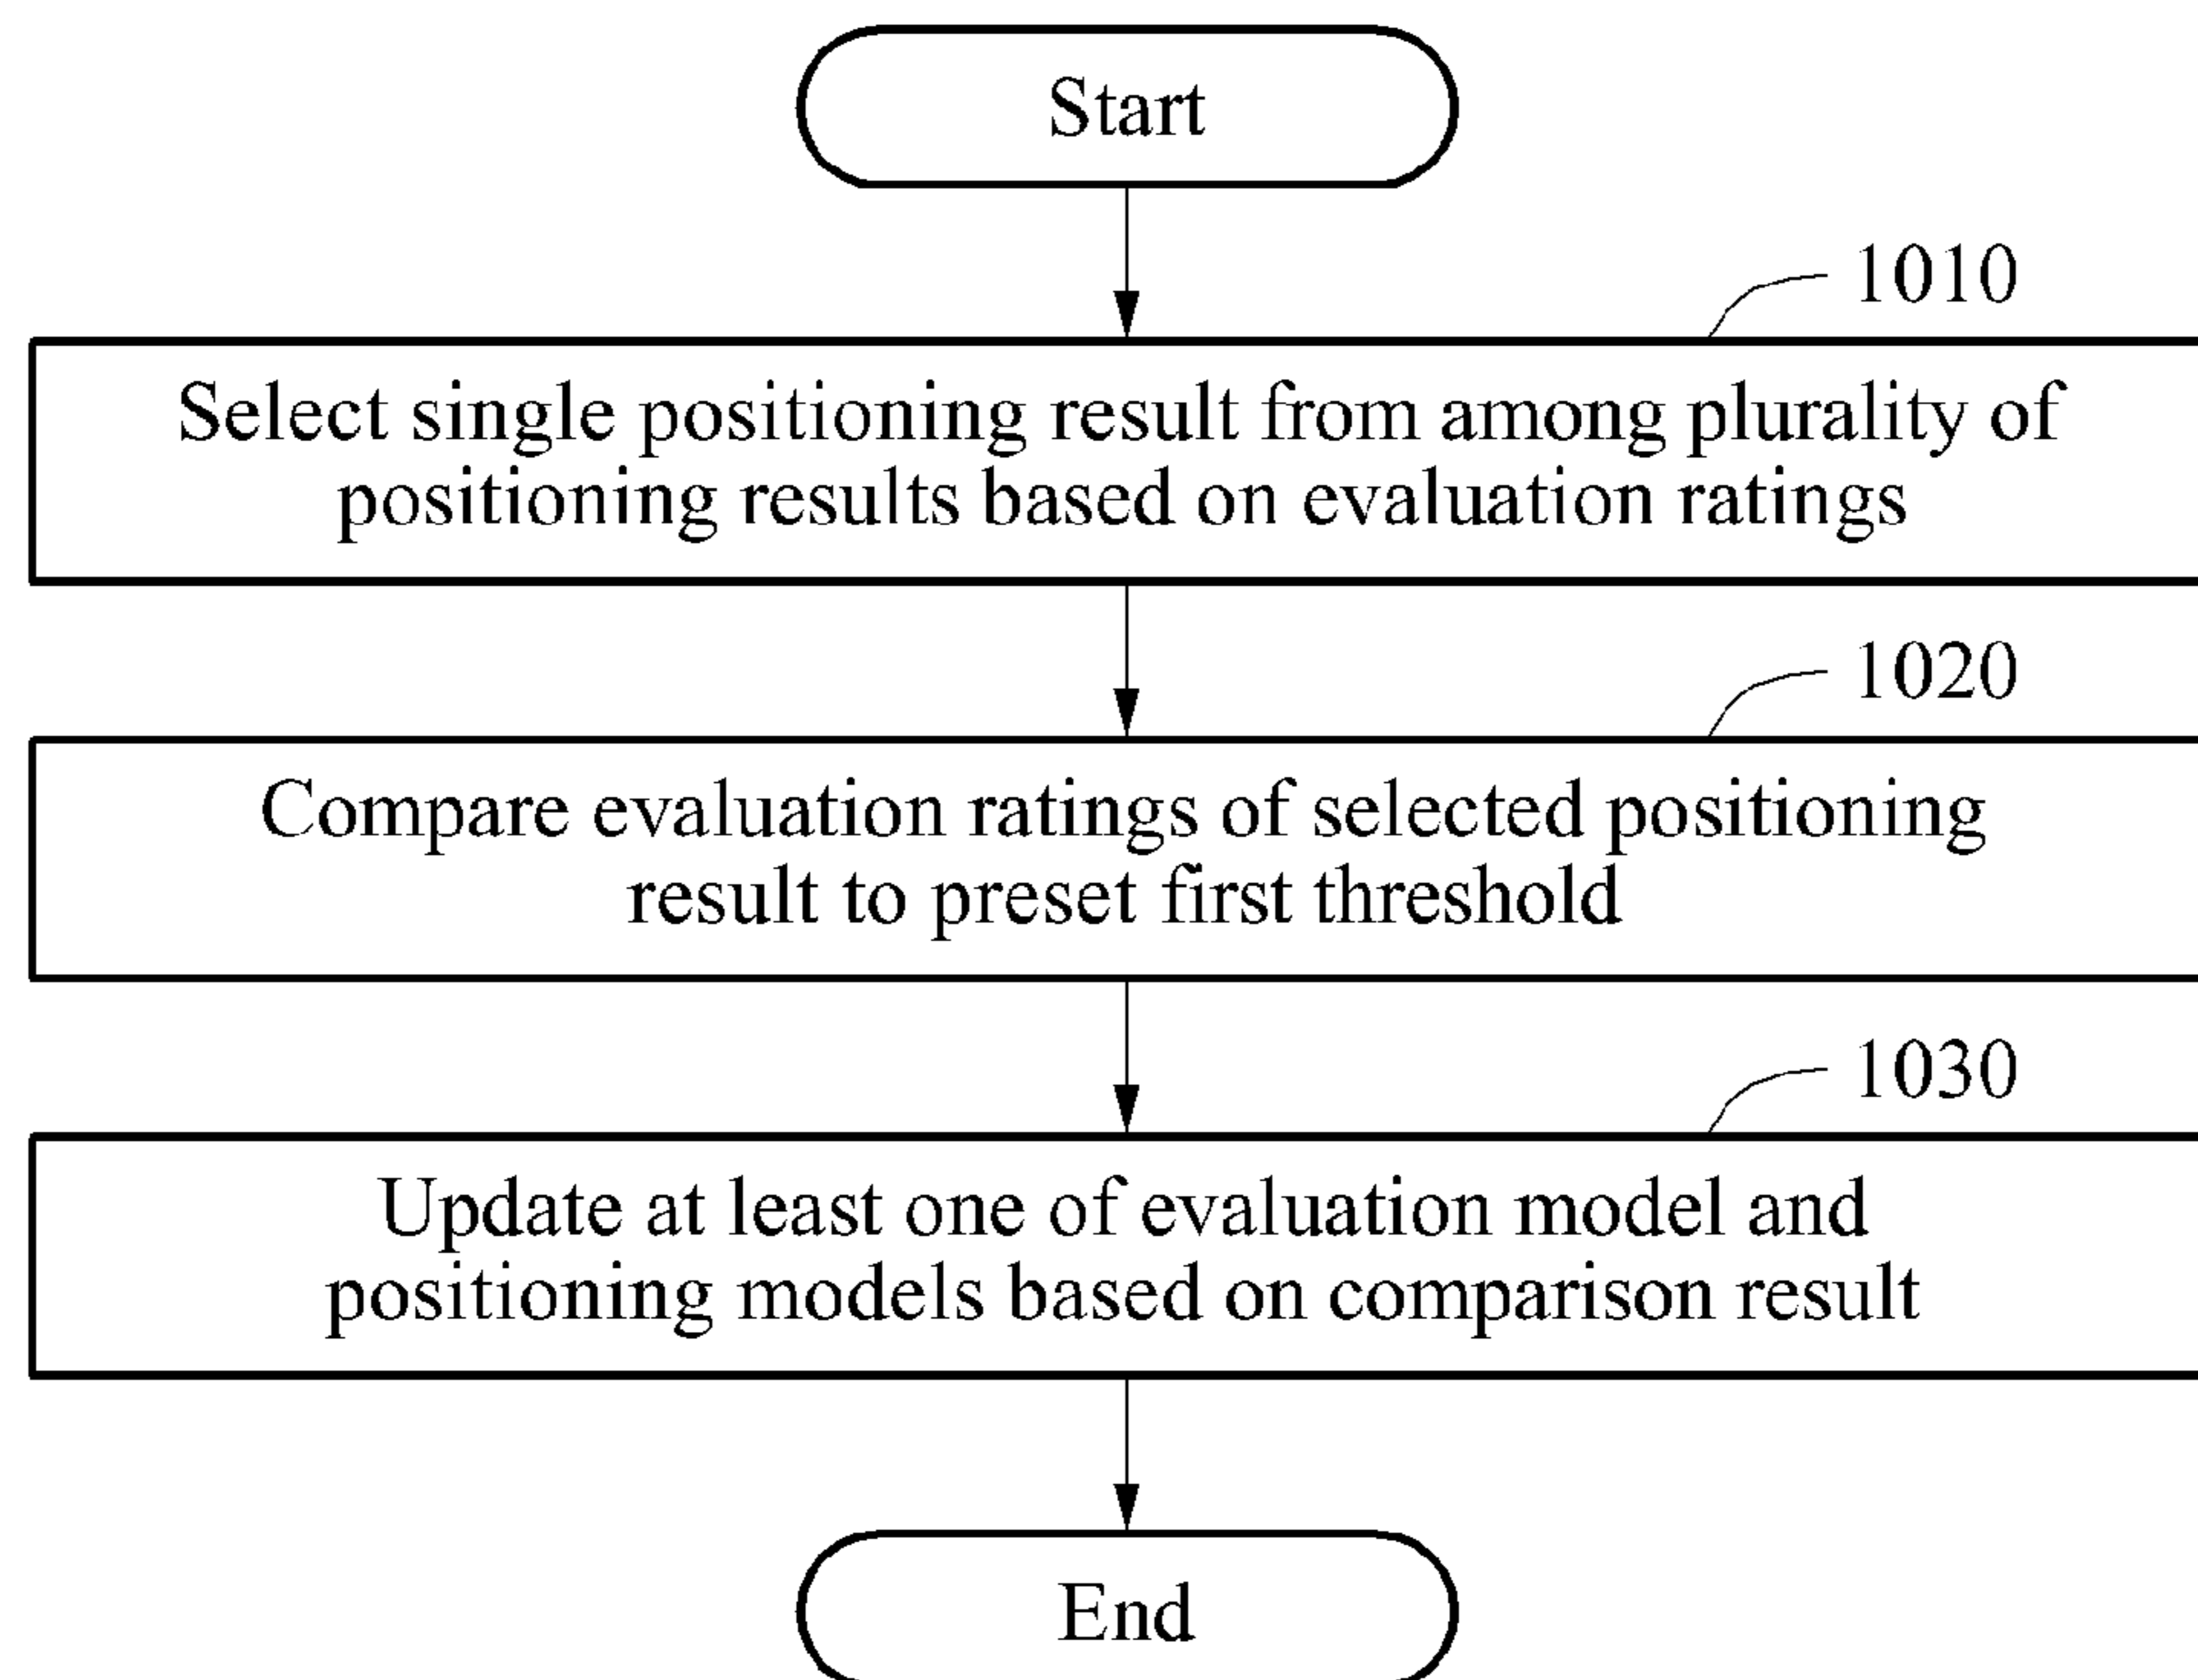 Start
1010
Select single positioning result from among plurality of
positioning results based on evaluation ratings
1020
Compare evaluation ratings of selected positioning
result to preset first threshold
1030
Update at least one of evaluation model and
positioning models based on comparison result
End